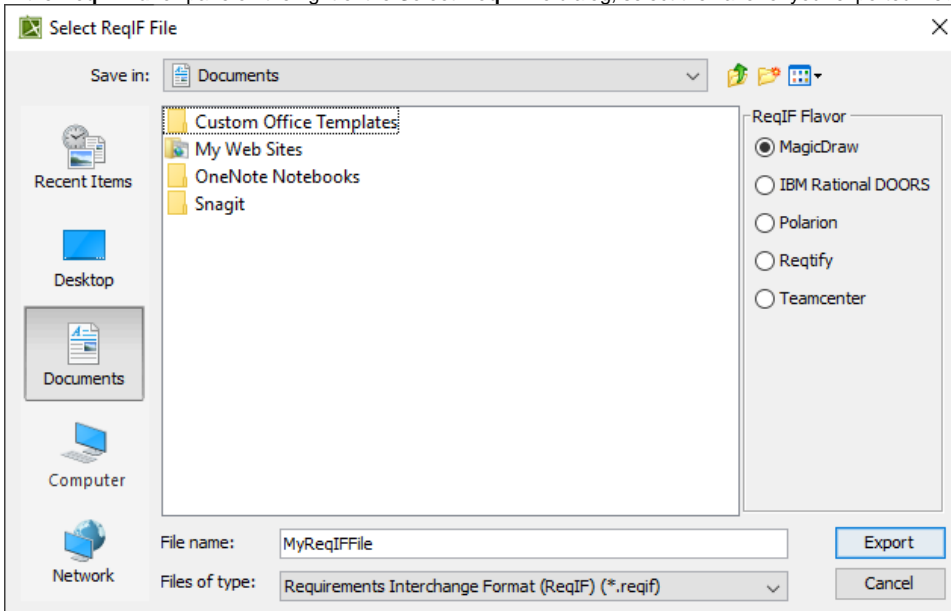 Select ReqIF File
Save in:
Documents
Recent Items
Desktop
Documents
Computer
Network
Custom Office Templates
My Web Sites
OneNote Notebooks
Snagit
ReqIF Flavor
MagicDraw
IBM Rational DOORS
Polarion
Reqtify
Teamcenter
File name:
MyReqIFFile
Export
Files of type:
Requirements Interchange Format (ReqIF) (*.reqif)
Cancel